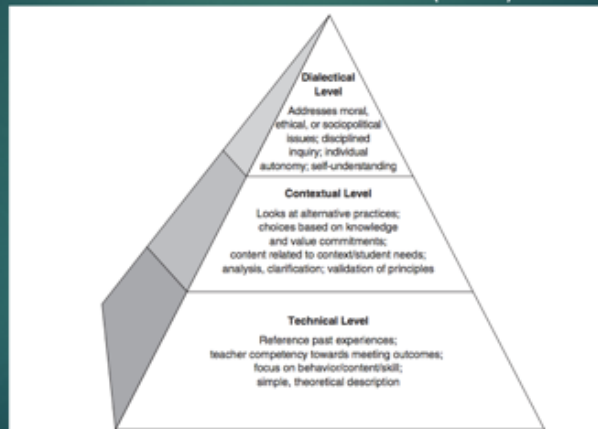 Dialectical
Level
Addresses moral,
ethical, or sociopolitical
issues; disciplined
inquiry; individual
autonomy; self-understanding
Contextual Level
Looks at alternative practices;
choices based on knowledge
and value commitments;
content related to context/student needs;
analysis, clarification; validation of principles
Technical Level
Reference past experiences;
teacher competency towards meeting outcomes;
focus on behavior/content/skill;
simple, theoretical description